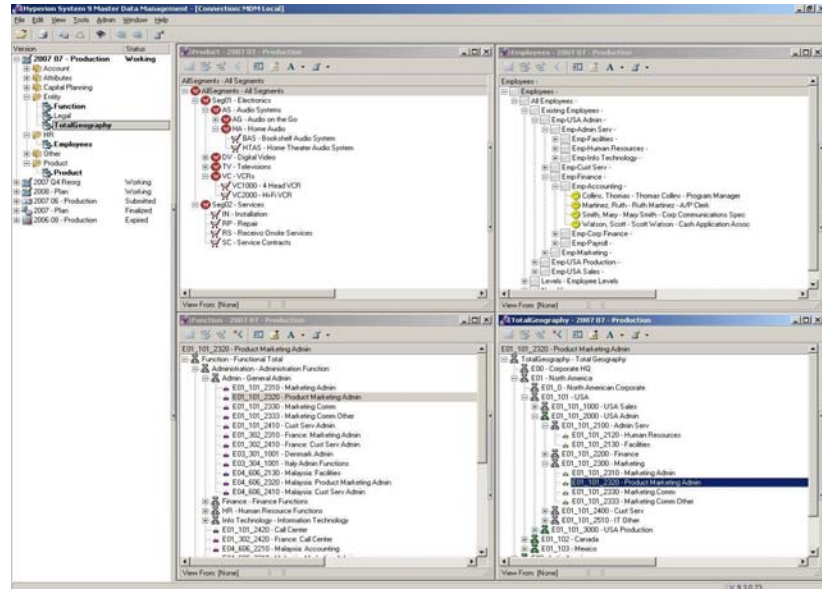 Hyperion System 9 Master Data Management - [Connection: MDM Local]
File Edit View Tools Admin Window Help
Version Status
2007 07 - Production Working
Account
Attributes
Capital Planning
Entity
Function
Legal
TotalGeography
HR
Employees
Other
Product
Product
2007 Q4 Reorg Working
2008 - Plan Working
2007 06 - Production Submitted
2007 - Plan Finalized
2006 08 - Production Expired
Product - 2007 07 - Production
AllSegments - All Segments
AllSegments - All Segments
Seg01 - Electronics
AS - Audio Systems
AG - Audio on the Go
HA - Home Audio
BAS - Bookshelf Audio System
HTAS - Home Theater Audio System
DV - Digital Video
TV - Televisions
VC - VCRs
VC1000 - 4 Head VCR
VC2000 - Hi-Fi VCR
Seg02 - Services
IN - Installation
RP - Repair
RS - Receivo Onsite Services
SC - Service Contracts
View From: [None]
Employees - 2007 07 - Production
Employees -
Employees -
All Employees -
Existing Employees -
Emp-USA Admin -
Emp-Admin Serv -
Emp-Facilities -
Emp-Human Resources -
Emp-Info Technology -
Emp-Cust Serv -
Emp-Finance -
Emp-Accounting -
Collins, Thomas - Thomas Collins - Program Manager
Martinez, Ruth - Ruth Martinez - A/P Clerk
Smith, Mary - Mary Smith - Corp Communications Spec
Watson, Scott - Scott Watson - Cash Application Assoc
Emp-Corp Finance -
Emp-Payroll -
Emp-Marketing -
Emp-USA Production -
Emp-USA Sales -
Levels - Employee Levels
View From: [None]
Function - 2007 07 - Production
E01_101_2320 - Product Marketing Admin
Function - Functional Total
Administration - Administration Function
Admin - General Admin
E01_101_2310 - Marketing Admin
E01_101_2320 - Product Marketing Admin
E01_101_2330 - Marketing Comm
E01_101_2333 - Marketing Comm Other
E01_101_2410 - Cust Serv Admin
E01_302_2310 - France: Marketing Admin
E01_302_2410 - France: Cust Serv Admin
E03_301_1001 - Denmark Admin
E03_304_1001 - Italy Admin Functions
E04_606_2130 - Malaysia: Facilities
E04_606_2320 - Malaysia: Product Marketing Admin
E04_606_2410 - Malaysia: Cust Serv Admin
Finance - Finance Functions
HR - Human Resource Functions
Info Technology - Information Technology
E01_101_2420 - Call Center
E01_302_2420 - France: Call Center
E04_606_2210 - Malaysia: Accounting
View From: [None]
TotalGeography - 2007 07 - Production
E01_101_2320 - Product Marketing Admin
TotalGeography - Total Geography
E00 - Corporate HQ
E01 - North America
E01_0 - North American Corporate
E01_101 - USA
E01_101_1000 - USA Sales
E01_101_2000 - USA Admin
E01_101_2100 - Admin Serv
E01_101_2120 - Human Resources
E01_101_2130 - Facilities
E01_101_2200 - Finance
E01_101_2300 - Marketing
E01_101_2310 - Marketing Admin
E01_101_2320 - Product Marketing Admin
E01_101_2330 - Marketing Comm
E01_101_2333 - Marketing Comm Other
E01_101_2400 - Cust Serv
E01_101_2510 - IT Other
E01_101_3000 - USA Production
E01_102 - Canada
E01_103 - Mexico
View From: [None]
V 9.3.0.73